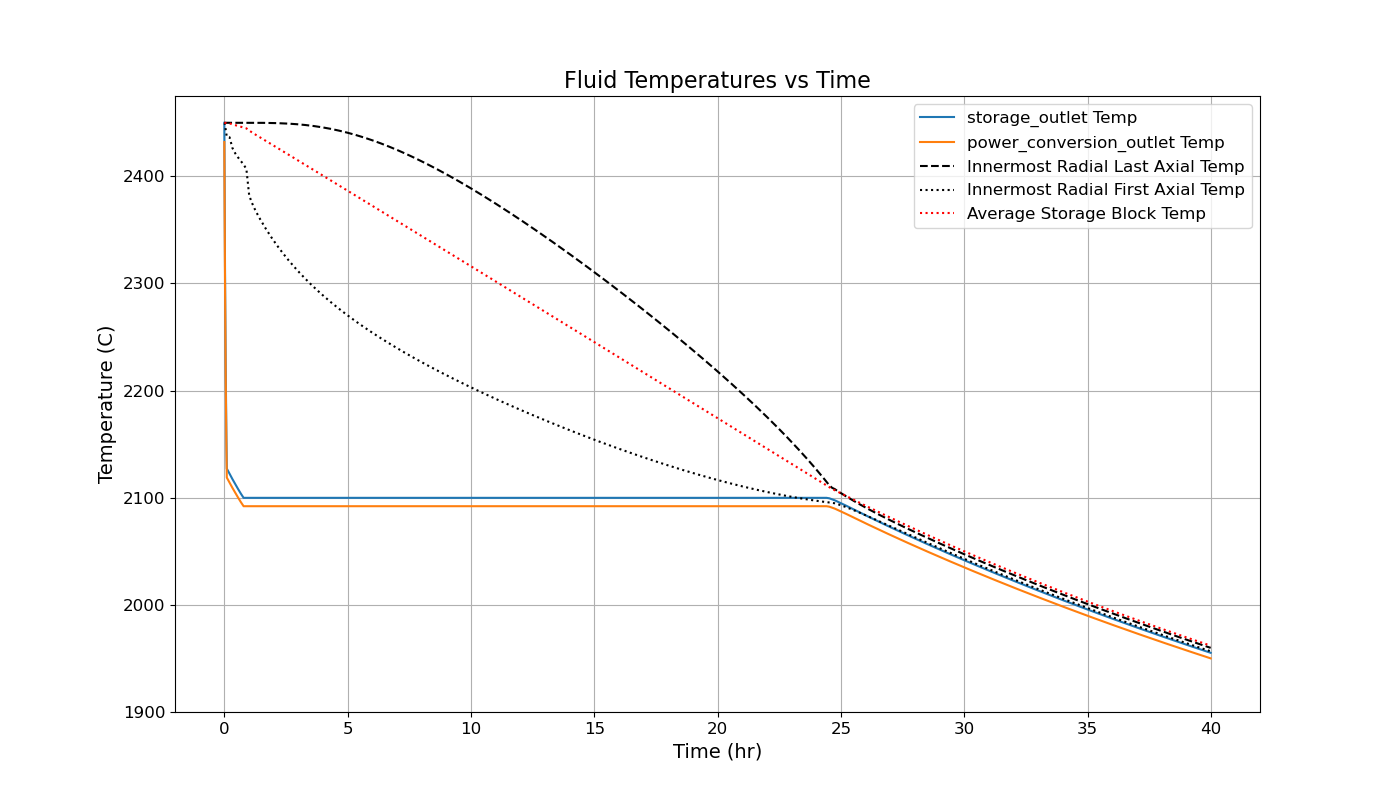 Fluid Temperatures vs Time
storage_outlet Temp
power_conversion_outlet Temp
Innermost Radial Last Axial Temp
Innermost Radial First Axial Temp
Average Storage Block Temp
Temperature (C)
2400
2300
2200
2100
2000
1900
0 5 10 15 20 25 30 35 40
Time (hr)